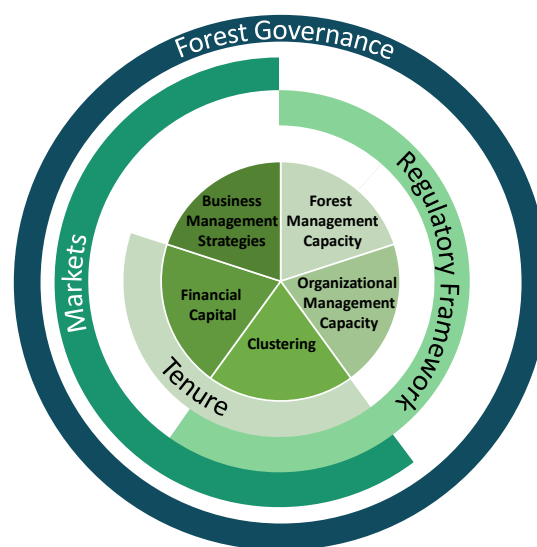 Forest Governance
Regulatory Framework
Markets
Tenure
Business
Management
Strategies
Forest
Management
Capacity
Organizational
Management
Capacity
Clustering
Financial
Capital